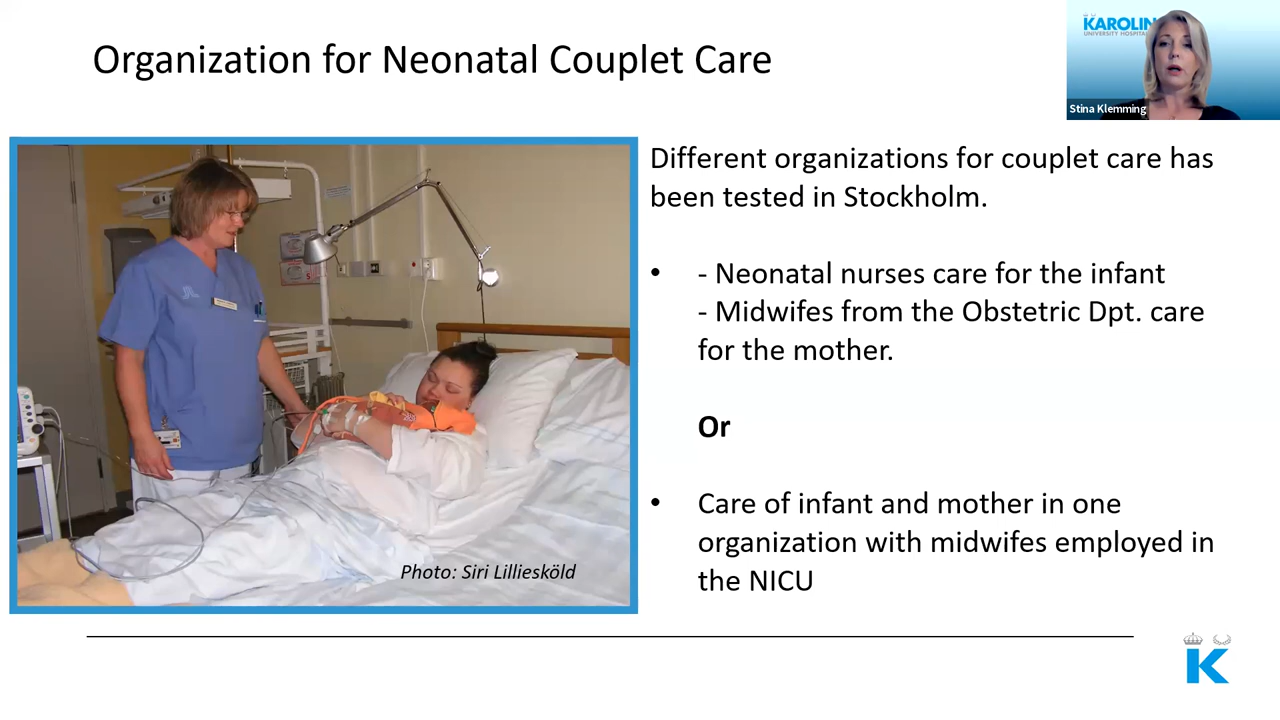 Organization for Neonatal Couplet Care
KAROLIN
UNIVERSITY HOSPITAL
Stina Klemming
Different organizations for couplet care has
been tested in Stockholm.
• - Neonatal nurses care for the infant
- Midwifes from the Obstetric Dpt. care
for the mother.
Or
• Care of infant and mother in one
organization with midwifes employed in
the NICU
Photo: Siri Lilliesköld
K